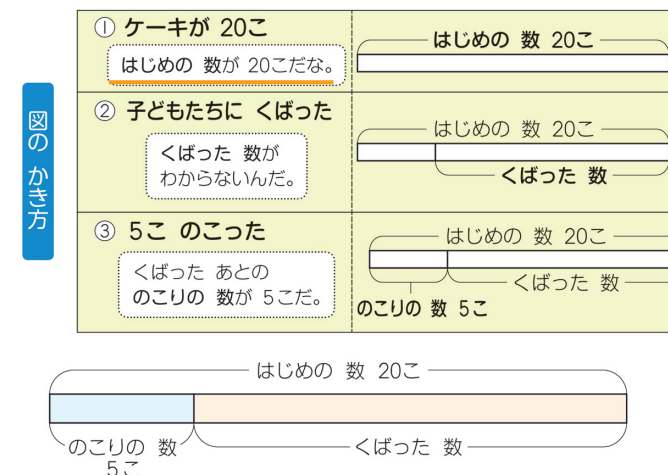 図の かき方
① ケーキが 20こ
はじめの 数が 20こだな。
はじめの 数 20こ
② 子どもたちに くばった
くばった 数が
わからないんだ。
はじめの 数 20こ
くばった 数
③ 5こ のこった
くばった あとの
のこりの 数が 5こだ。
はじめの 数 20こ
くばった 数
のこりの 数 5こ
はじめの 数 20こ
のこりの 数
5こ
くばった 数